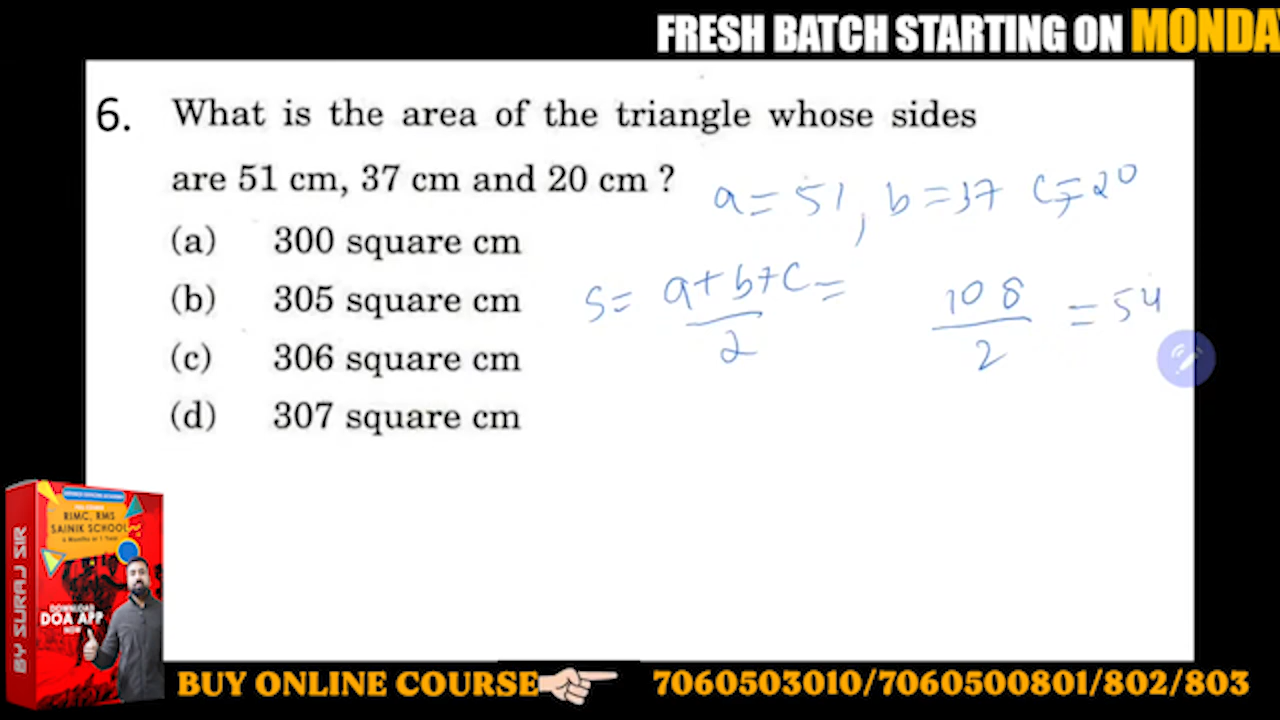 FRESH BATCH STARTING ON MONDA
6. What is the area of the triangle whose sides
are 51 cm, 37 cm and 20 cm ?
a = 51, b = 37 c = 20
(a) 300 square cm
(b) 305 square cm
s = a+b+c/2 = 108/2 = 54
(c) 306 square cm
(d) 307 square cm
RIMC, RMS
SAINIK SCHOOL
BY SURAJ SIR
DOWNLOAD
DOA APP
NOW
BUY ONLINE COURSE 7060503010/7060500801/802/803